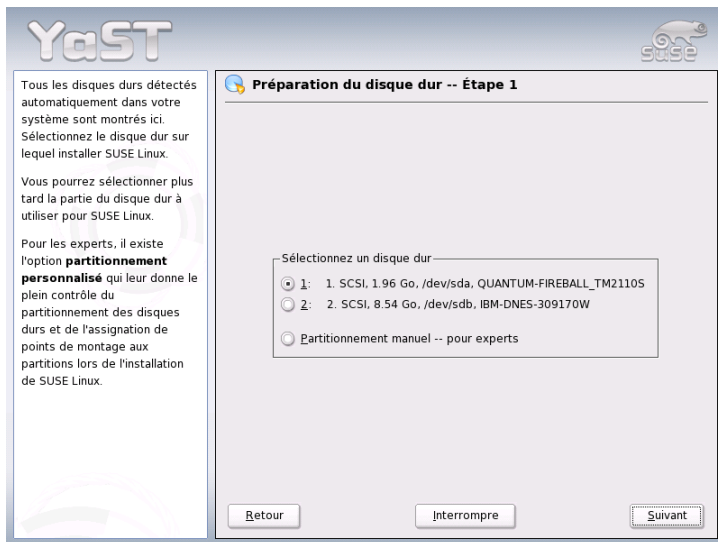 YaST
SUSE
Tous les disques durs détectés
automatiquement dans votre
système sont montrés ici.
Sélectionnez le disque dur sur
lequel installer SUSE Linux.
Vous pourrez sélectionner plus
tard la partie du disque dur à
utiliser pour SUSE Linux.
Pour les experts, il existe
l'option partitionnement
personnalisé qui leur donne le
plein contrôle du
partitionnement des disques
durs et de l'assignation de
points de montage aux
partitions lors de l'installation
de SUSE Linux.
Préparation du disque dur -- Étape 1
Sélectionnez un disque dur
1: 1. SCSI, 1.96 Go, /dev/sda, QUANTUM-FIREBALL_TM2110S
2: 2. SCSI, 8.54 Go, /dev/sdb, IBM-DNES-309170W
Partitionnement manuel -- pour experts
Retour
Interrompre
Suivant